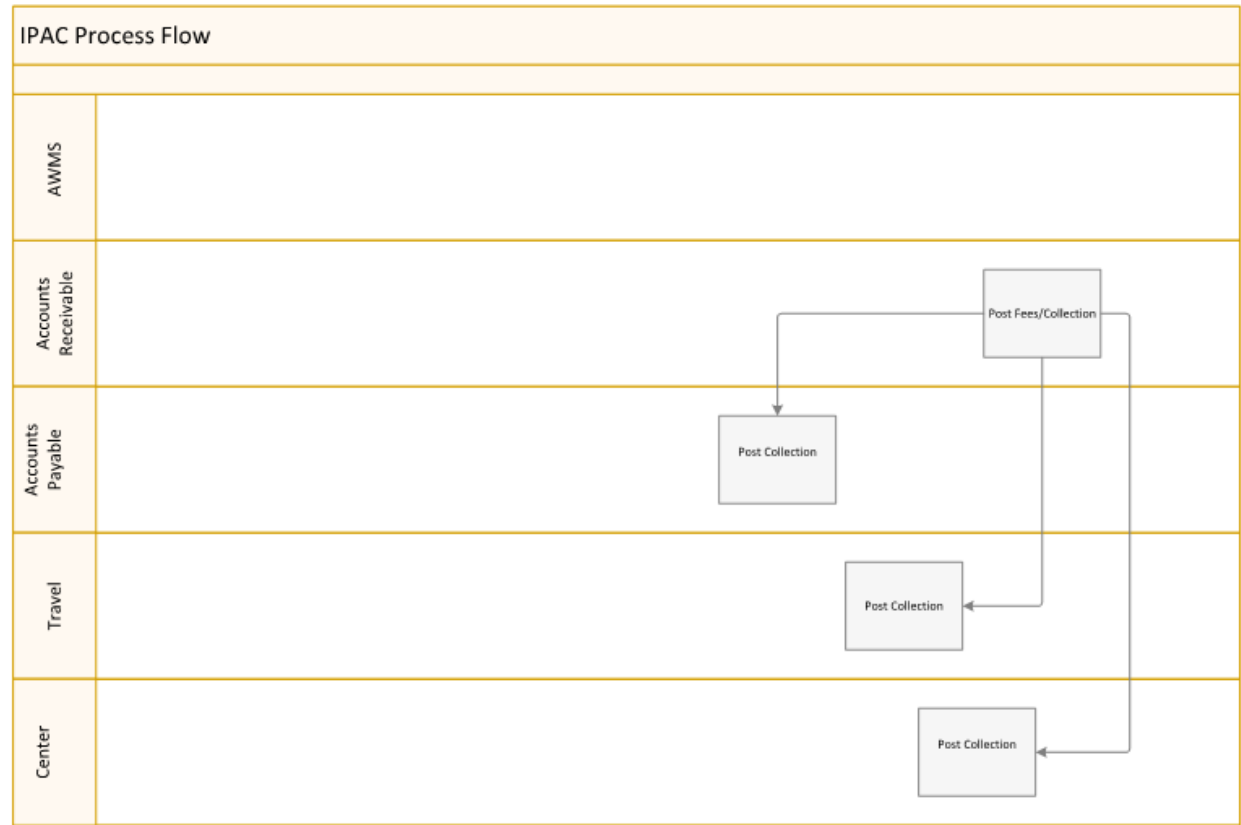 IPAC Process Flow
AWMS
Accounts
Receivable
Post Fees/Collection
Accounts
Payable
Post Collection
Travel
Post Collection
Center
Post Collection